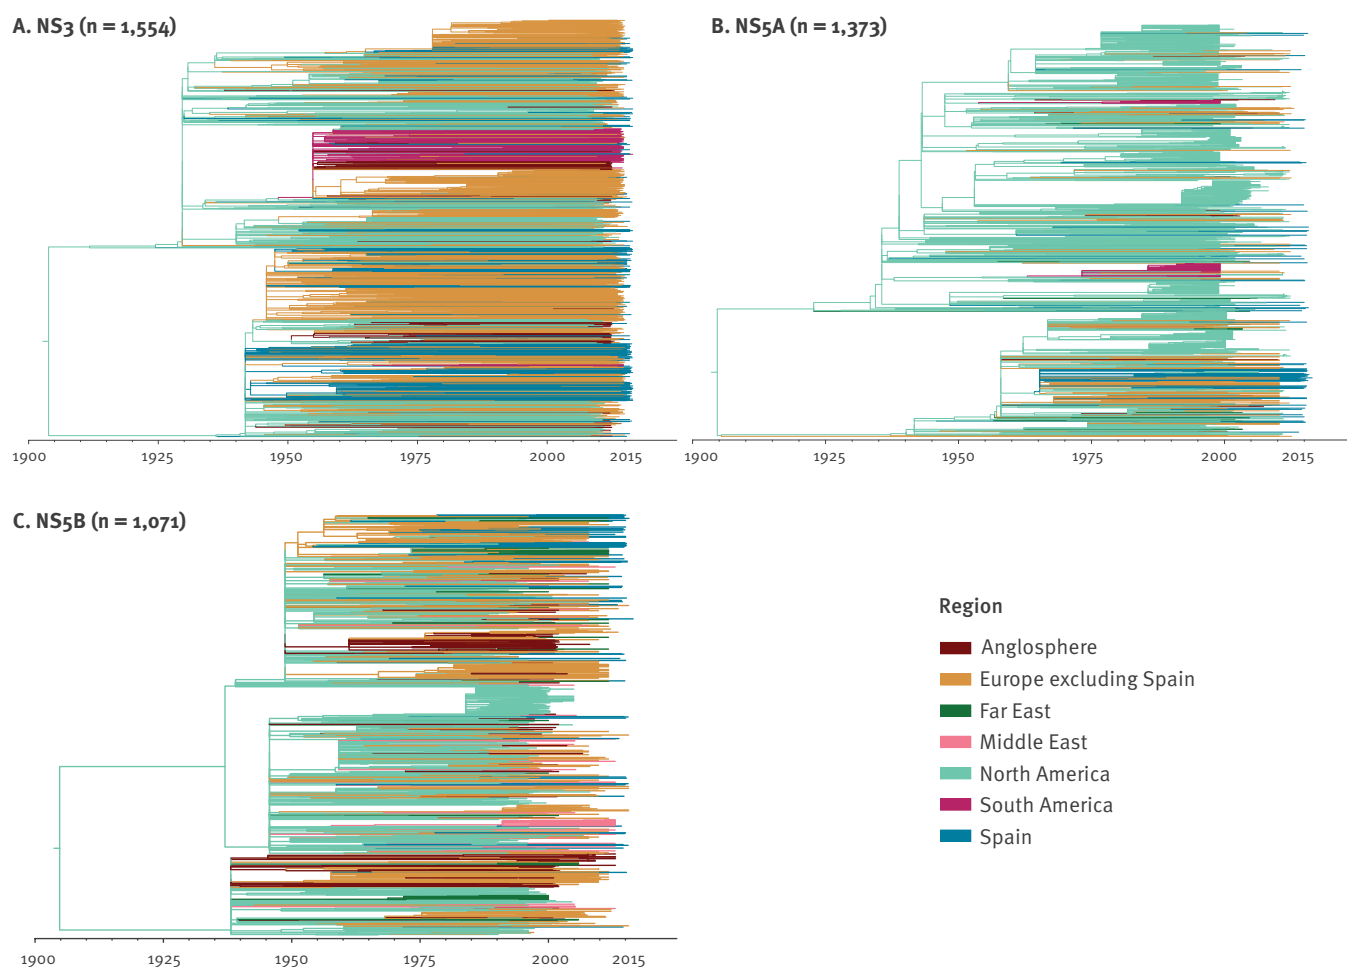 A. NS3 (n = 1,554)
1900 1925 1950 1975 2000 2015
B. NS5A (n = 1,373)
1900 1925 1950 1975 2000 2015
C. NS5B (n = 1,071)
1900 1925 1950 1975 2000 2015
Region
Anglosphere
Europe excluding Spain
Far East
Middle East
North America
South America
Spain